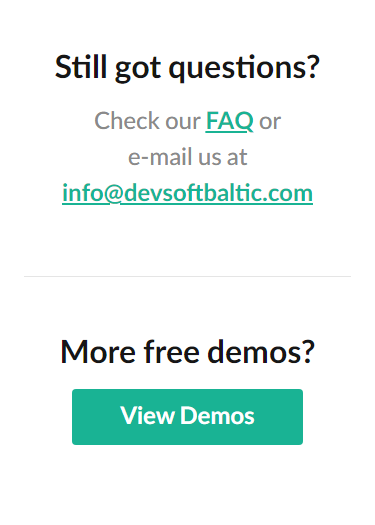 Still got questions?
Check our FAQ or
e-mail us at
info@devsoftbaltic.com
More free demos?
View Demos